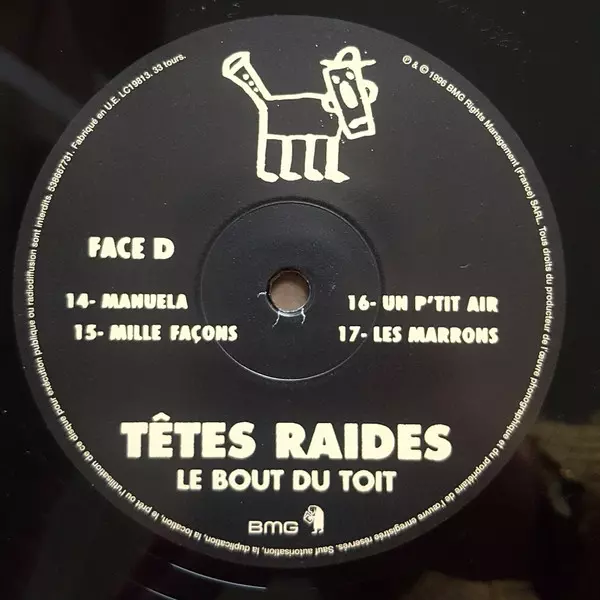 ℗ & © 1996 BMG Rights Management (France) SARL. Tous droits du producteur de l'œuvre phonographique et du propriétaire de l'œuvre enregistrée réservés. Sauf autorisation, la duplication, la location, le prêt ou l'utilisation de ce disque pour exécution publique ou radiodiffusion sont interdits. 538667731. Fabriqué en U.E. LC19813. 33 tours.
FACE D
14- MANUELA
15- MILLE FAÇONS
16- UN P'TIT AIR
17- LES MARRONS
TÊTES RAIDES
LE BOUT DU TOIT
BMG